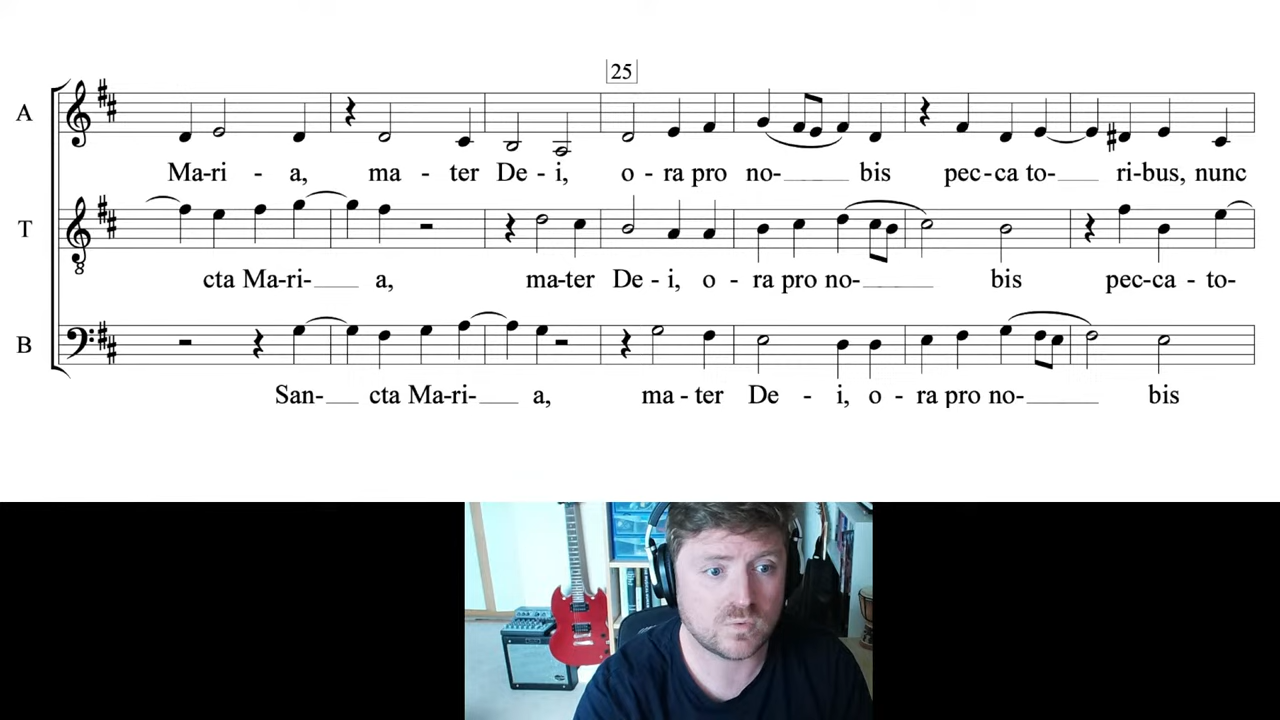 25
A
Ma-ri - a, ma - ter De - i, o - ra pro no- bis pec-ca to- ri-bus, nunc
T
8
cta Ma-ri- a, ma-ter De - i, o - ra pro no- bis pec-ca - to-
B
San- cta Ma-ri- a, ma - ter De - i, o - ra pro no- bis